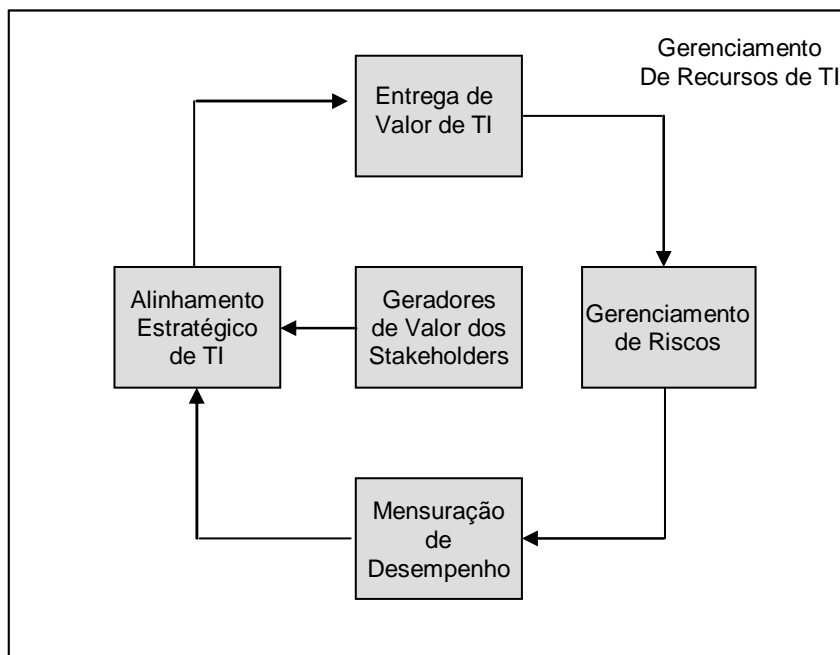 Gerenciamento
De Recursos de TI
Entrega de
Valor de TI
Alinhamento
Estratégico
de TI
Geradores
de Valor dos
Stakeholders
Gerenciamento
de Riscos
Mensuração
de
Desempenho